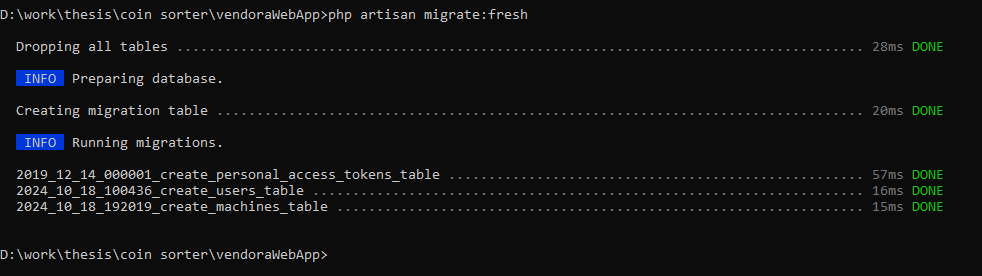 D:\work\thesis\coin sorter\vendoraWebApp>php artisan migrate:fresh
Dropping all tables ...................................................................................... 28ms DONE
INFO Preparing database.
Creating migration table ................................................................................. 20ms DONE
INFO Running migrations.
2019_12_14_000001_create_personal_access_tokens_table .................................................... 57ms DONE
2024_10_18_100436_create_users_table ..................................................................... 16ms DONE
2024_10_18_192019_create_machines_table .................................................................. 15ms DONE
D:\work\thesis\coin sorter\vendoraWebApp>